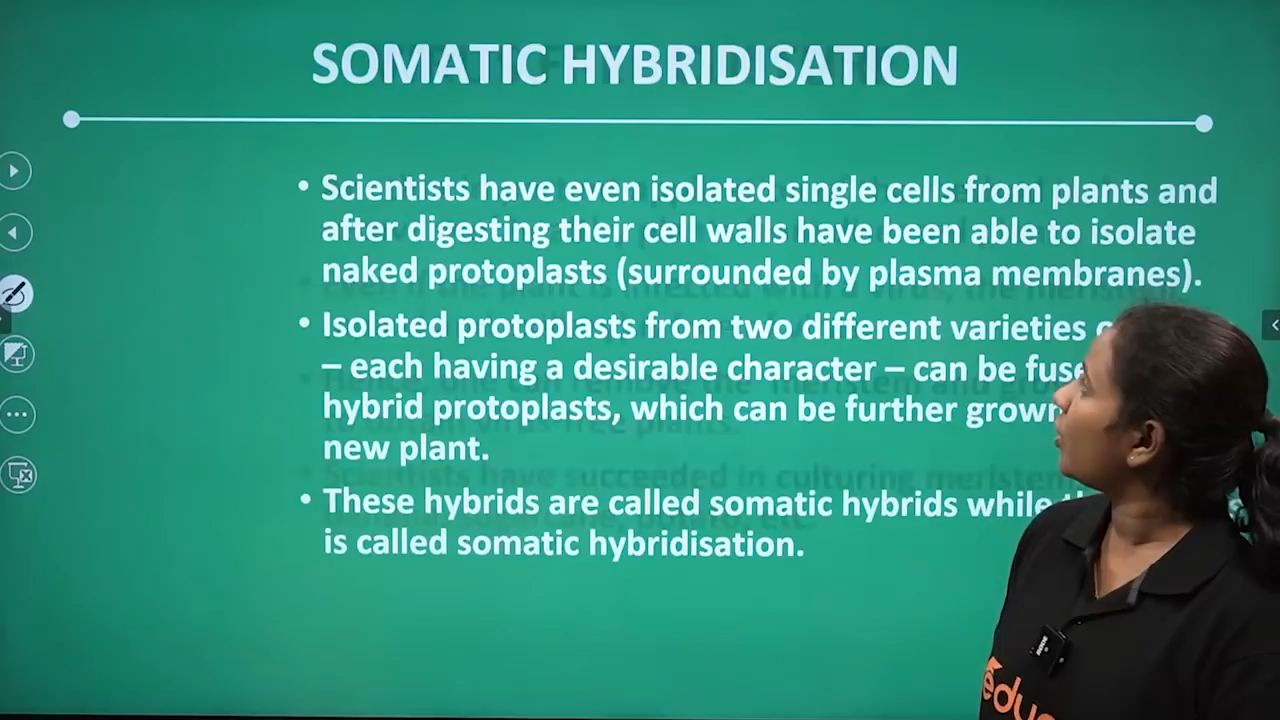 SOMATIC HYBRIDISATION
• Scientists have even isolated single cells from plants and
after digesting their cell walls have been able to isolate
naked protoplasts (surrounded by plasma membranes).
• Isolated protoplasts from two different varieties
– each having a desirable character – can be
hybrid protoplasts, which can be further grown
new plant.
• These hybrids are called somatic hybrids while
is called somatic hybridisation.
edu